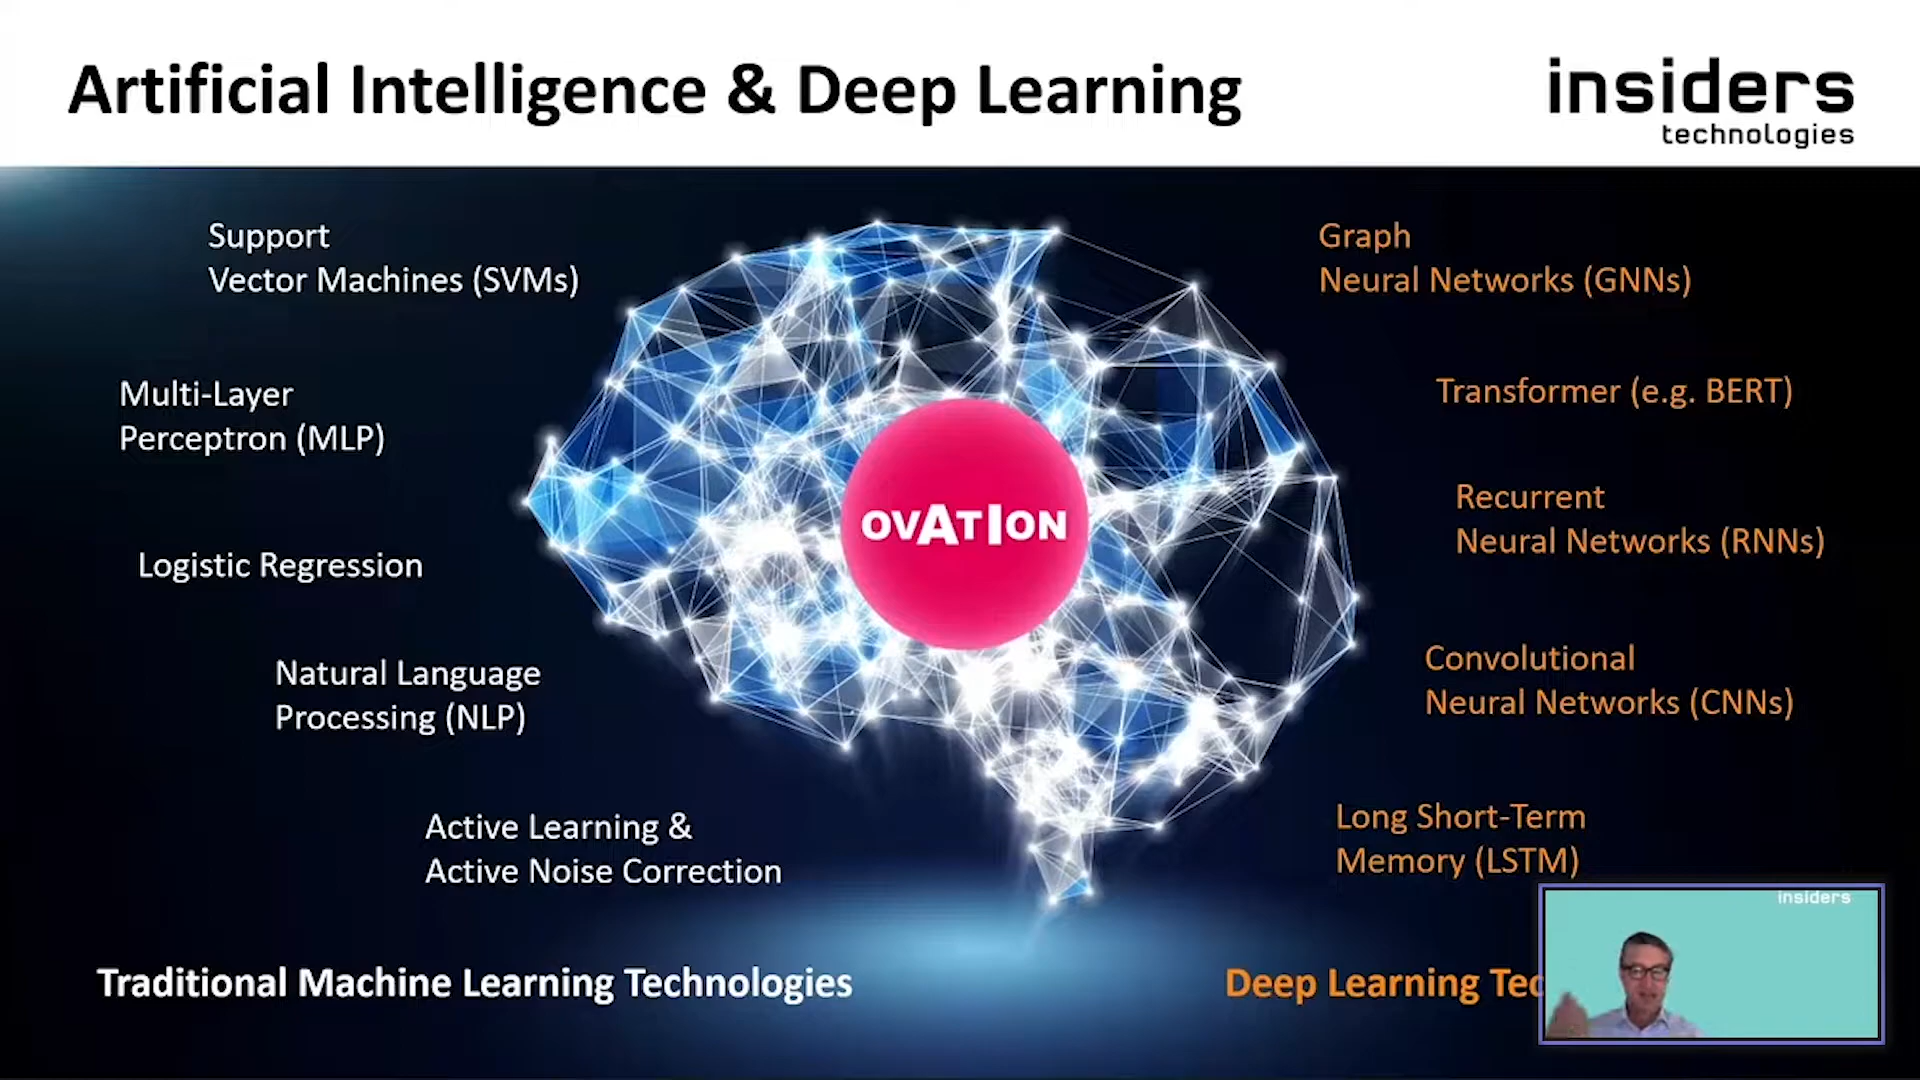 Artificial Intelligence & Deep Learning
insiders
technologies
Support
Vector Machines (SVMs)
Multi-Layer
Perceptron (MLP)
Logistic Regression
Natural Language
Processing (NLP)
Active Learning &
Active Noise Correction
Traditional Machine Learning Technologies
OVATION
Graph
Neural Networks (GNNs)
Transformer (e.g. BERT)
Recurrent
Neural Networks (RNNs)
Convolutional
Neural Networks (CNNs)
Long Short-Term
Memory (LSTM)
Deep Learning Tec
insiders